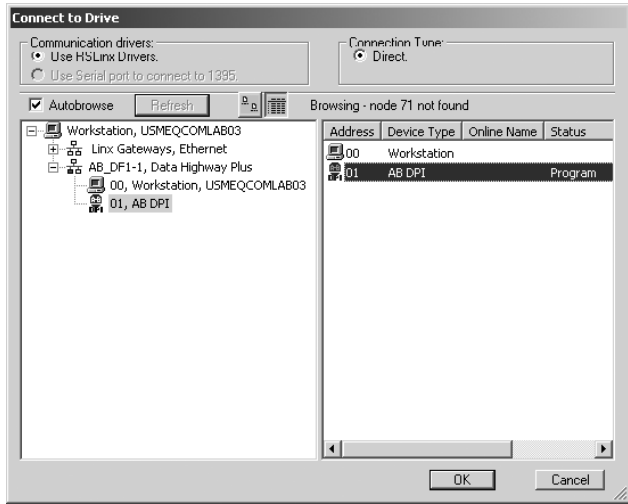 Connect to Drive
Communication drivers:
Use RSLinx Drivers.
Use Serial port to connect to 1395.
Connection Type:
Direct.
Autobrowse
Refresh
Browsing - node 71 not found
Workstation, USMEQCOMLAB03
Linx Gateways, Ethernet
AB_DF1-1, Data Highway Plus
00, Workstation, USMEQCOMLAB03
01, AB DPI
Address Device Type Online Name Status
00 Workstation
01 AB DPI Program
OK Cancel